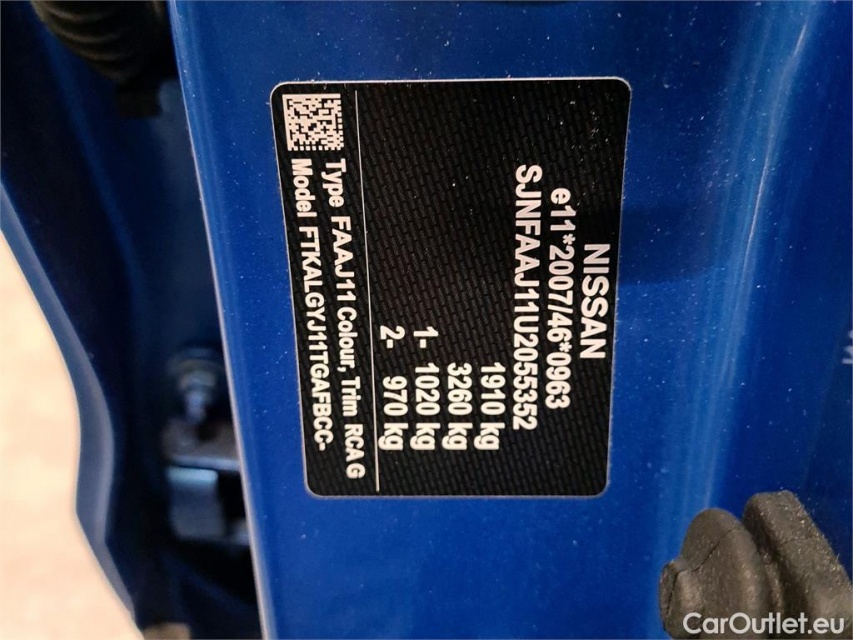 NISSAN
e11*2007/46*0963
SJNFAAJ11U2055352
1910 kg
3260 kg
1- 1020 kg
2- 970 kg
Type FAAJ11 Colour, Trim RCA G
Model FTKALGYJ11TGAFBCC-
CarOutlet.eu